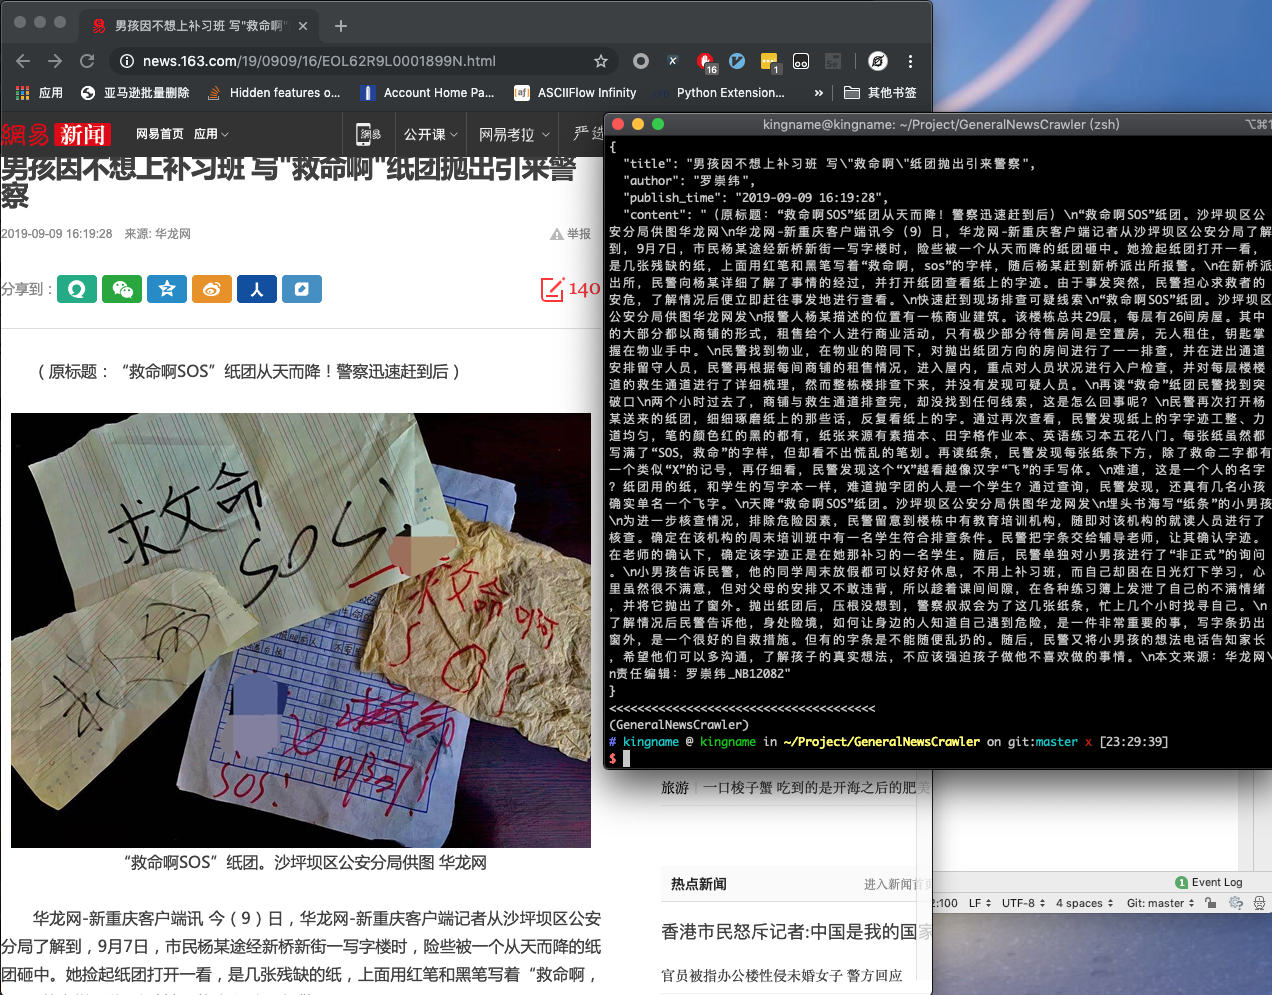 男孩因不想上补习班 写"救命啊"
news.163.com/19/0909/16/EOL62R9L0001899N.html
16
1
应用
亚马逊批量删除
Hidden features o...
Account Home Pa...
ASCIIFlow Infinity
Python Extension...
»
其他书签
網易 新闻
网易首页 应用
公开课
网易考拉
严选
男孩因不想上补习班 写"救命啊"纸团抛出引来警
察
2019-09-09 16:19:28 来源: 华龙网
举报
分享到：
140
（原标题：“救命啊SOS”纸团从天而降！警察迅速赶到后）
求救命
SOS
救命啊
SOS!
SOS!
“救命啊SOS”纸团。沙坪坝区公安分局供图 华龙网
华龙网-新重庆客户端讯 今（9）日，华龙网-新重庆客户端记者从沙坪坝区公安
分局了解到，9月7日，市民杨某途经新桥新街一写字楼时，险些被一个从天而降的纸
团砸中。她捡起纸团打开一看，是几张残缺的纸，上面用红笔和黑笔写着“救命啊，
kingname@kingname: ~/Project/GeneralNewsCrawler (zsh)
⌥⌘1
{
"title": "男孩因不想上补习班 写\"救命啊\"纸团抛出引来警察",
"author": "罗崇纬",
"publish_time": "2019-09-09 16:19:28",
"content": "（原标题：“救命啊SOS”纸团从天而降！警察迅速赶到后）\n“救命啊SOS”纸团。沙坪坝区公
安分局供图华龙网\n华龙网-新重庆客户端讯今（9）日，华龙网-新重庆客户端记者从沙坪坝区公安分局了解
到，9月7日，市民杨某途经新桥新街一写字楼时，险些被一个从天而降的纸团砸中。她捡起纸团打开一看，
是几张残缺的纸，上面用红笔和黑笔写着“救命啊，sos”的字样，随后杨某赶到新桥派出所报警。\n在新桥派
出所，民警向杨某详细了解了事情的经过，并打开纸团查看纸上的字迹。由于事发突然，民警担心求救者的
安危，了解情况后便立即赶往事发地进行查看。\n快速赶到现场排查可疑线索\n“救命啊SOS”纸团。沙坪坝区
公安分局供图华龙网发\n报警人杨某描述的位置有一栋商业建筑。该楼栋总共29层，每层有26间房屋。其中
的大部分都以商铺的形式，租售给个人进行商业活动，只有极少部分待售房间是空置房，无人租住，钥匙掌
握在物业手中。\n民警找到物业，在物业的陪同下，对抛出纸团方向的房间进行了一一排查，并在进出通道
安排留守人员，民警再根据每间商铺的租售情况，进入屋内，重点对人员状况进行入户检查，并对每层楼楼
道的救生通道进行了详细梳理，然而整栋楼排查下来，并没有发现可疑人员。\n再读“救命”纸团民警找到突
破口\n两个小时过去了，商铺与救生通道排查完，却没找到任何线索，这是怎么回事呢？\n民警再次打开杨
某送来的纸团，细细琢磨纸上的那些话，反复看纸上的字。通过再次查看，民警发现纸上的字字迹工整、力
道均匀，笔的颜色红的黑的都有，纸张来源有素描本、田字格作业本、英语练习本五花八门。每张纸虽然都
写满了“SOS，救命”的字样，但却看不出慌乱的笔划。再读纸条，民警发现每张纸条下方，除了救命二字都有
一个类似“X”的记号，再仔细看，民警发现这个“X”越看越像汉字“飞”的手写体。\n难道，这是一个人的名字
？纸团用的纸，和学生的写字本一样，难道抛字团的人是一个学生？通过查询，民警发现，还真有几名小孩
确实单名一个飞字。\n天降“救命啊SOS”纸团。沙坪坝区公安分局供图华龙网发\n埋头书海写“纸条”的小男孩
\n为进一步核查情况，排除危险因素，民警留意到楼栋中有教育培训机构，随即对该机构的就读人员进行了
核查。确定在该机构的周末培训班中有一名学生符合排查条件。民警把字条交给辅导老师，让其确认字迹。
在老师的确认下，确定该字迹正是在她那补习的一名学生。随后，民警单独对小男孩进行了“非正式”的询问
。\n小男孩告诉民警，他的同学周末放假都可以好好休息，不用上补习班，而自己却困在日光灯下学习，心
里虽然很不满意，但对父母的安排又不敢违背，所以趁着课间间隙，在各种练习簿上发泄了自己的不满情绪
，并将它抛出了窗外。抛出纸团后，压根没想到，警察叔叔会为了这几张纸条，忙上几个小时找寻自己。\n
了解情况后民警告诉他，身处险境，如何让身边的人知道自己遇到危险，是一件非常重要的事，写字条扔出
窗外，是一个很好的自救措施。但有的字条是不能随便乱扔的。随后，民警又将小男孩的想法电话告知家长
，希望他们可以多沟通，了解孩子的真实想法，不应该强迫孩子做他不喜欢做的事情。\n本文来源：华龙网\
n责任编辑：罗崇纬_NB12082"
}
<<<<<<<<<<<<<<<<<<<<<<<<<<<<<<<<<<<<<<
(GeneralNewsCrawler)
# kingname @ kingname in ~/Project/GeneralNewsCrawler on git:master x [23:29:39]
$
旅游 | 一口梭子蟹 吃到的是开海之后的肥美
热点新闻
进入新闻首页
香港市民怒斥记者:中国是我的国家
官员被指办公楼性侵未婚女子 警方回应
1 Event Log
2:100 LF UTF-8 4 spaces Git: master